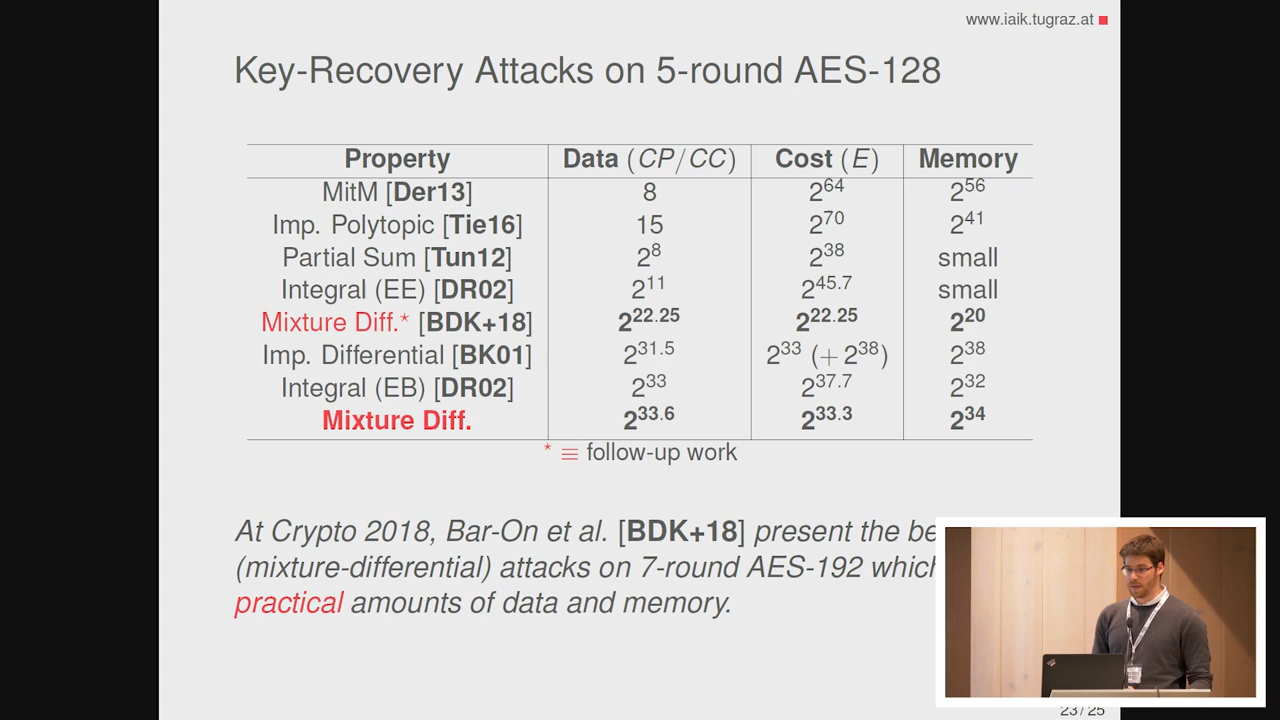 www.iaik.tugraz.at
Key-Recovery Attacks on 5-round AES-128
Property Data (CP/CC) Cost (E) Memory
MitM [Der13] 8 2^64 2^56
Imp. Polytopic [Tie16] 15 2^70 2^41
Partial Sum [Tun12] 2^8 2^38 small
Integral (EE) [DR02] 2^11 2^45.7 small
Mixture Diff.* [BDK+18] 2^22.25 2^22.25 2^20
Imp. Differential [BK01] 2^31.5 2^33 (+2^38) 2^38
Integral (EB) [DR02] 2^33 2^37.7 2^32
Mixture Diff. 2^33.6 2^33.3 2^34
* ≡ follow-up work
At Crypto 2018, Bar-On et al. [BDK+18] present the
(mixture-differential) attacks on 7-round AES-192
practical amounts of data and memory.
23/25